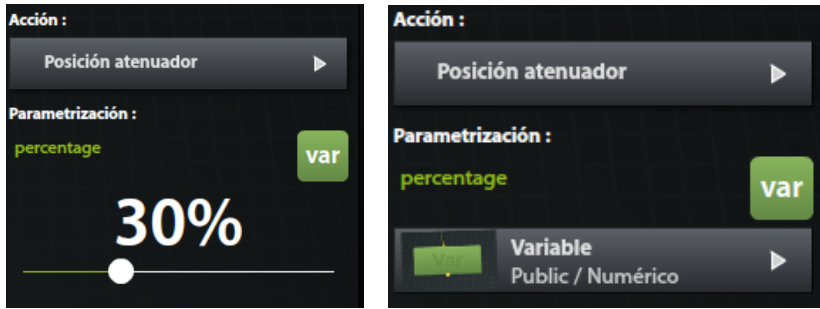 Acción :
Posición atenuador
Parametrización :
percentage
var
30%
Acción :
Posición atenuador
Parametrización :
percentage
var
Var
Variable
Public / Numérico